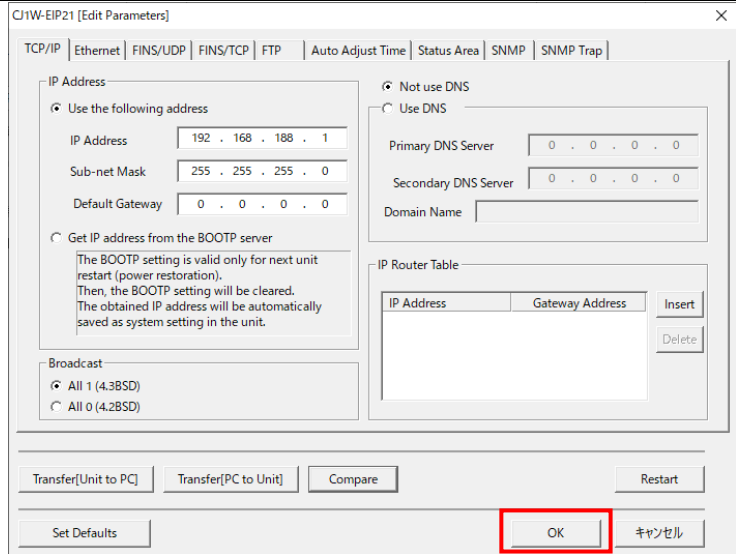 CJ1W-EIP21 [Edit Parameters]
TCP/IP Ethernet FINS/UDP FINS/TCP FTP Auto Adjust Time Status Area SNMP SNMP Trap
IP Address
Use the following address
IP Address 192 . 168 . 188 . 1
Sub-net Mask 255 . 255 . 255 . 0
Default Gateway 0 . 0 . 0 . 0
Get IP address from the BOOTP server
The BOOTP setting is valid only for next unit
restart (power restoration).
Then, the BOOTP setting will be cleared.
The obtained IP address will be automatically
saved as system setting in the unit.
Broadcast
All 1 (4.3BSD)
All 0 (4.2BSD)
Not use DNS
Use DNS
Primary DNS Server 0 . 0 . 0 . 0
Secondary DNS Server 0 . 0 . 0 . 0
Domain Name
IP Router Table
IP Address Gateway Address
Insert
Delete
Transfer[Unit to PC] Transfer[PC to Unit] Compare Restart
Set Defaults OK キャンセル